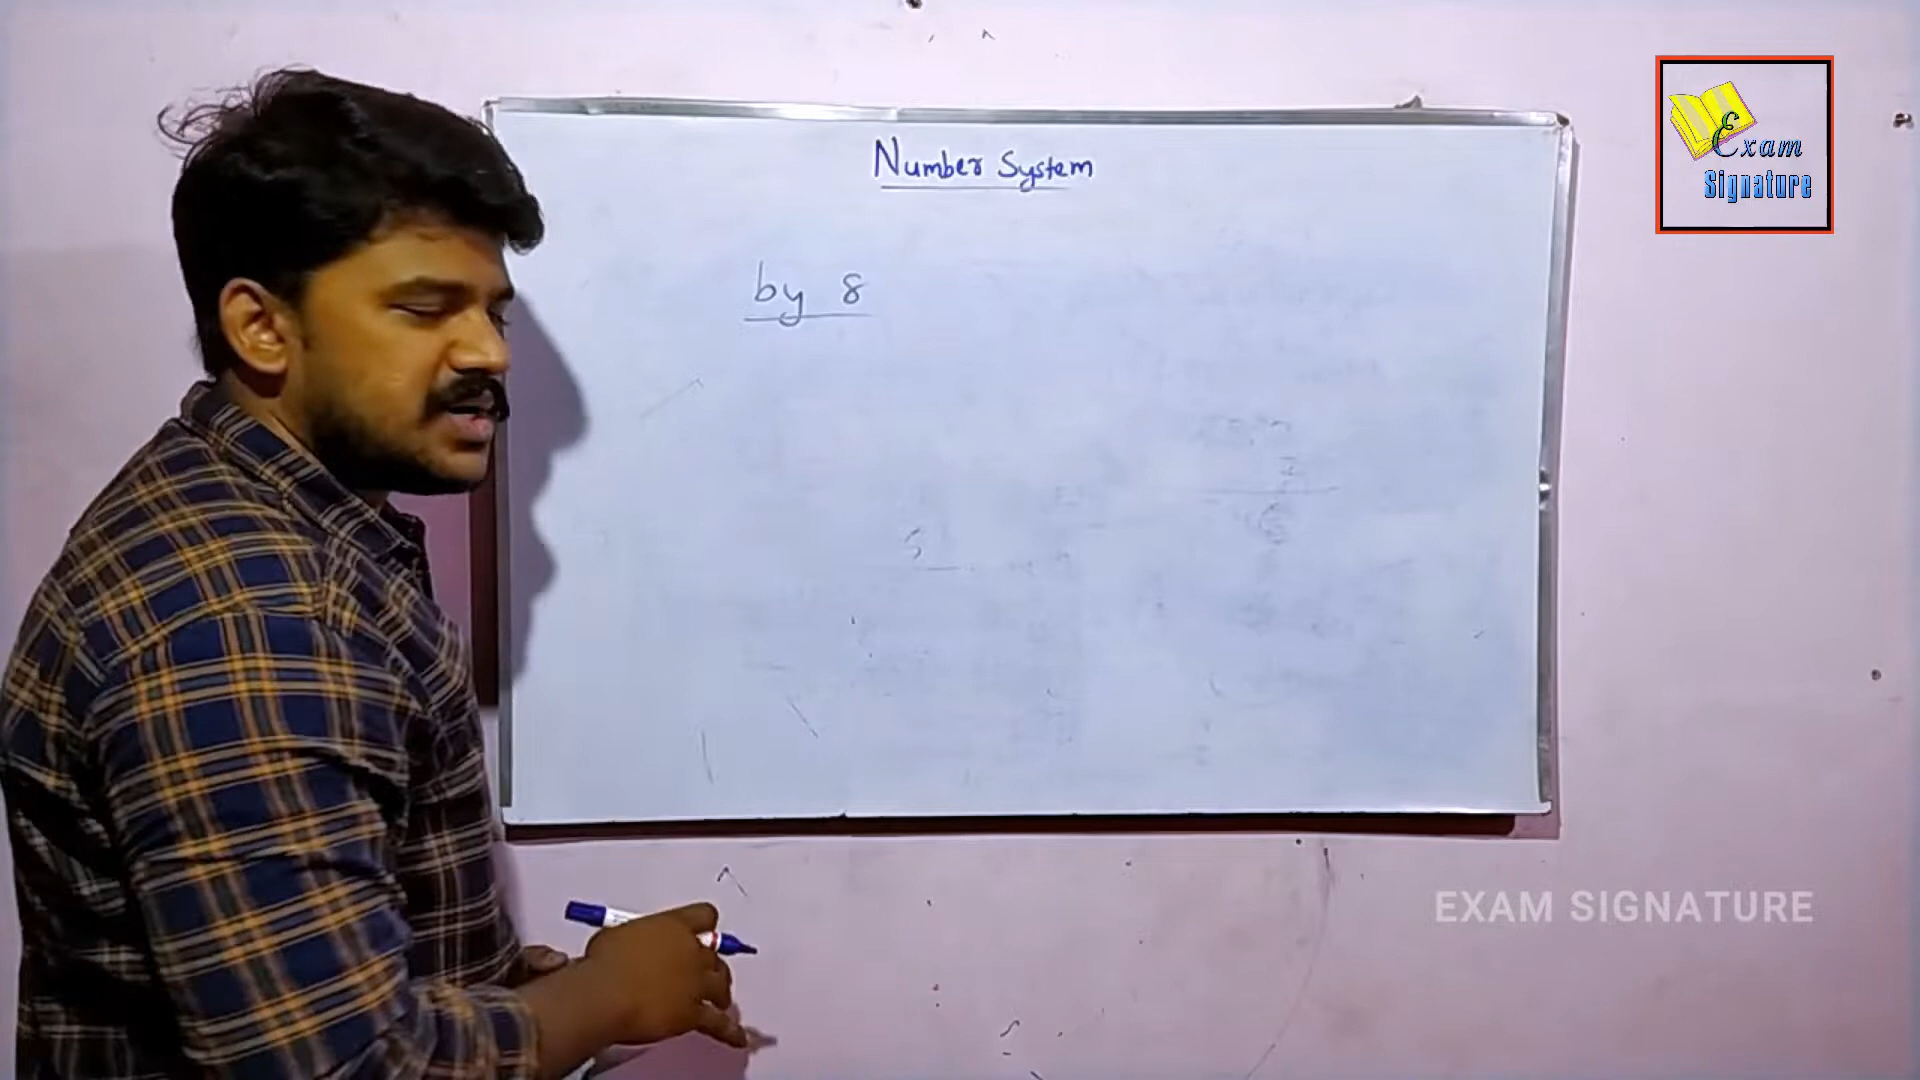 Number System
by 8
Exam
Signature
EXAM SIGNATURE